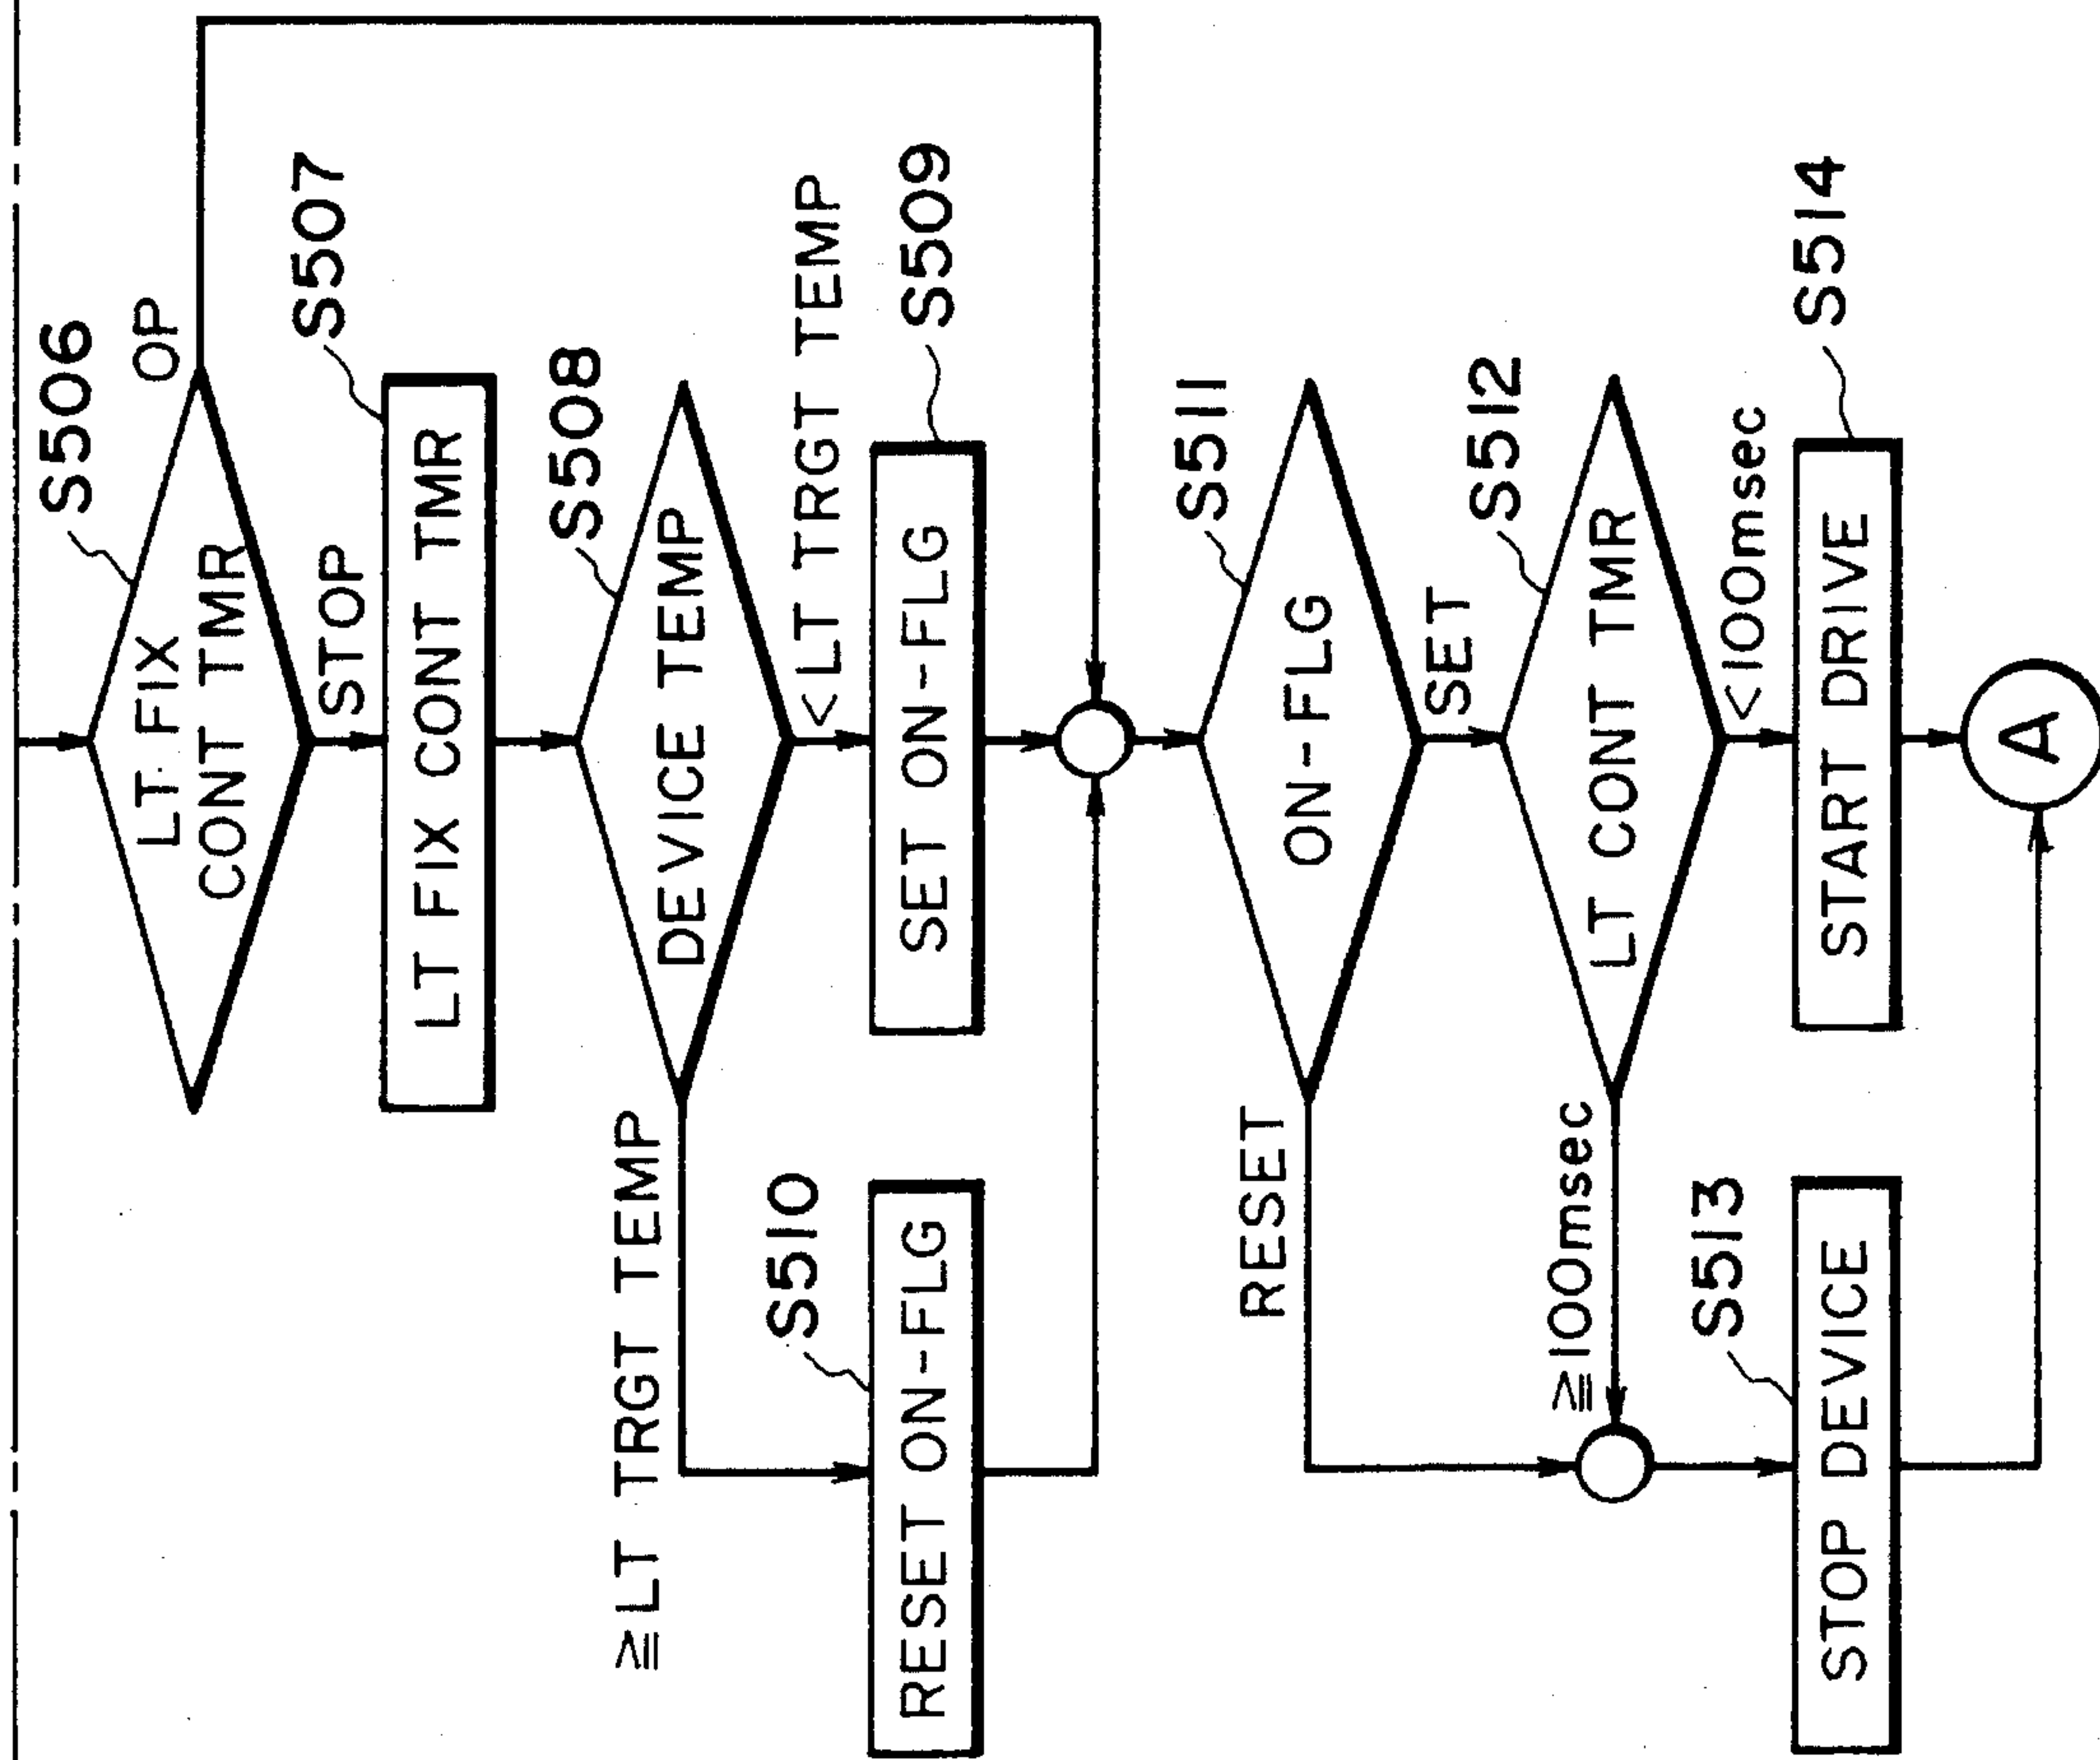 S506
OP
LT FIX
CONT TMR
STOP
S507
LT FIX CONT TMR
S508
DEVICE TEMP
≧LT TRGT TEMP
<LT TRGT TEMP
S510
RESET ON-FLG
S509
SET ON-FLG
S511
ON-FLG
RESET
SET
S512
LT CONT TMR
≧100msec
<100msec
S513
STOP DEVICE
S514
START DRIVE
A